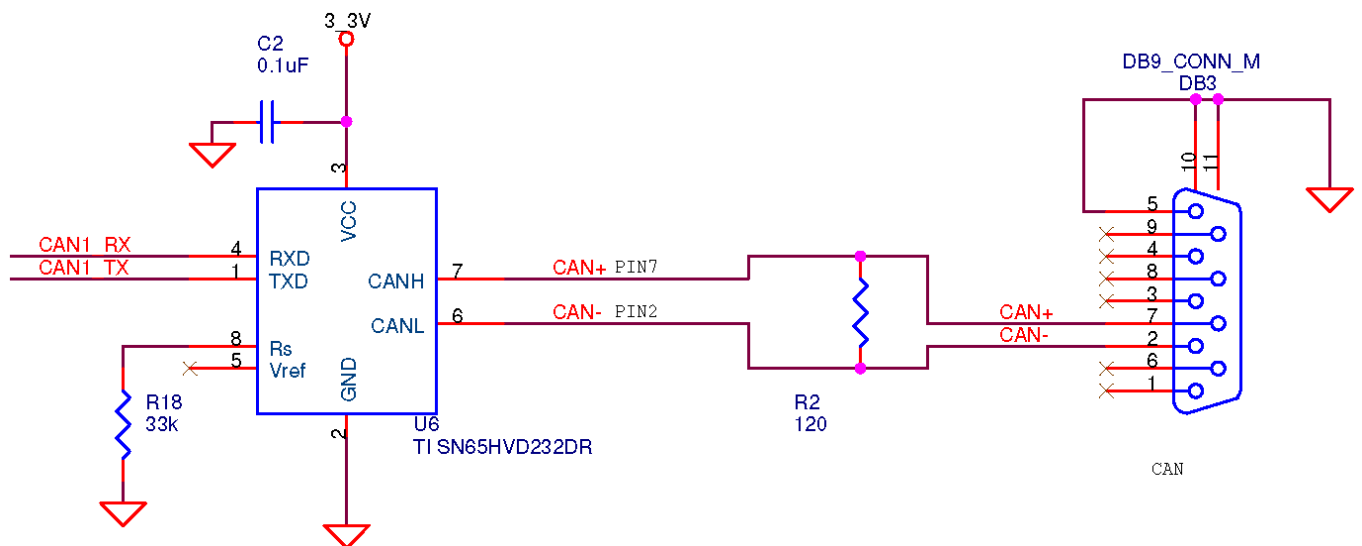 3_3V
C2
0.1uF
DB9_CONN_M
DB3
3
VCC
10
11
CAN1_RX
4
RXD
CAN1_TX
1
TXD
CANH
7
CAN+ PIN7
CANL
6
CAN- PIN2
8
Rs
5
Vref
GND
2
R18
33k
U6
TI SN65HVD232DR
R2
120
CAN+
CAN-
5
9
4
8
3
7
2
6
1
CAN